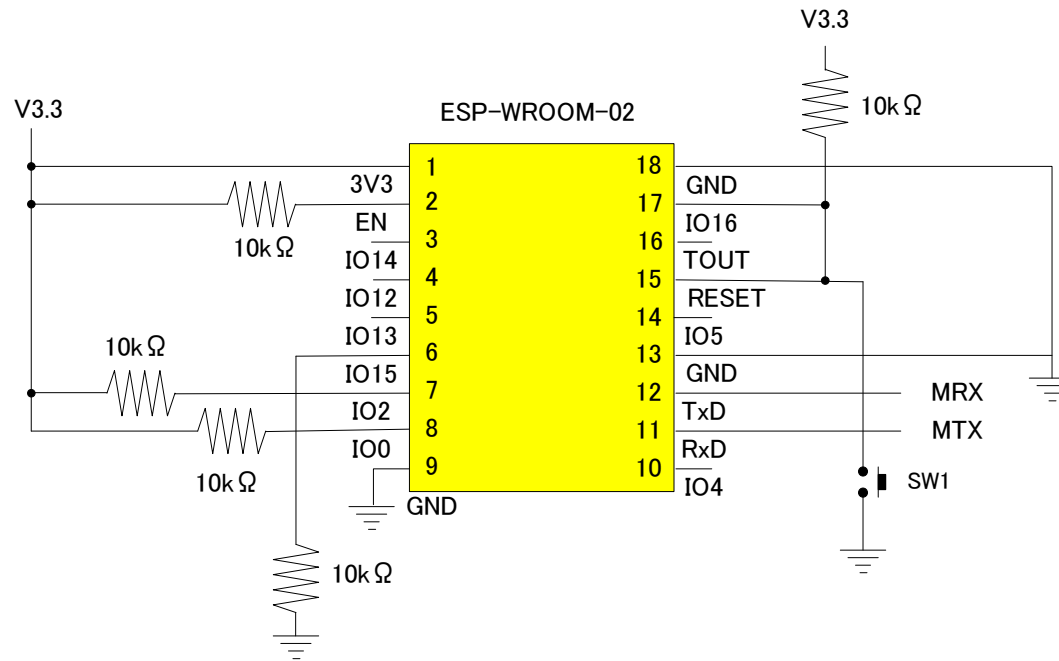 V3.3
10kΩ
V3.3
ESP-WROOM-02
1
3V3
2
EN
3
IO14
4
IO12
5
IO13
6
IO15
7
IO2
8
IO0
9
GND
10kΩ
10kΩ
10kΩ
10kΩ
18
GND
17
IO16
16
TOUT
15
RESET
14
IO5
13
GND
12
TxD
11
RxD
10
IO4
MRX
MTX
SW1